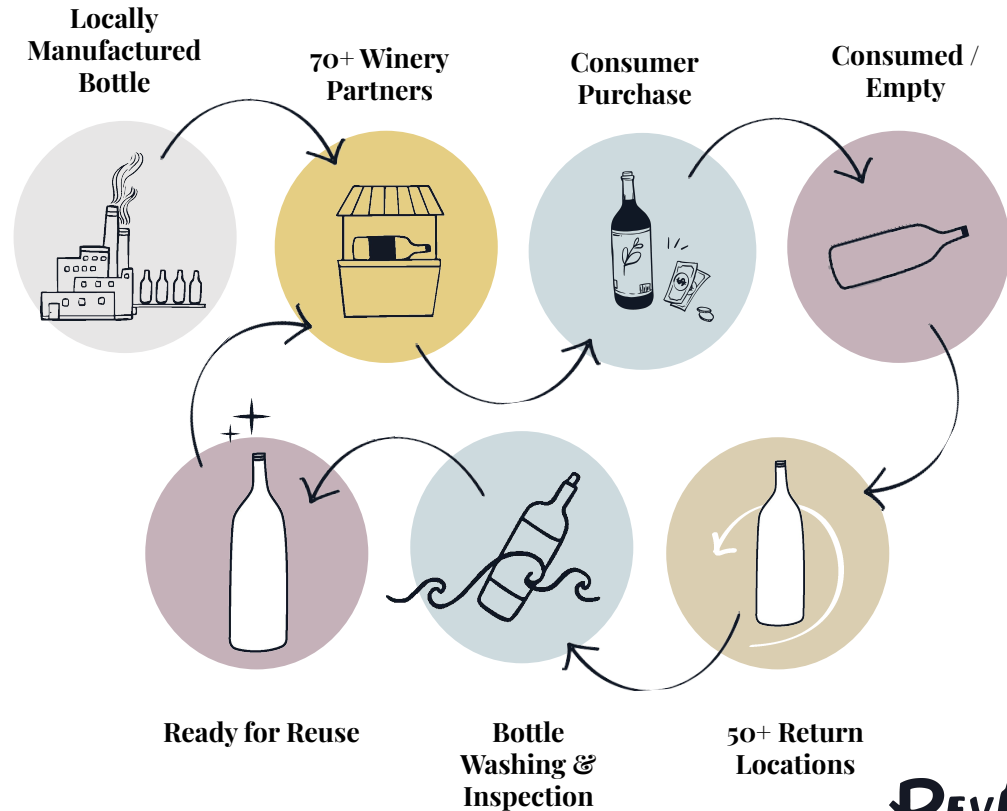 Locally
Manufactured
Bottle
70+ Winery
Partners
Consumer
Purchase
Consumed /
Empty
Ready for Reuse
Bottle
Washing &
Inspection
50+ Return
Locations